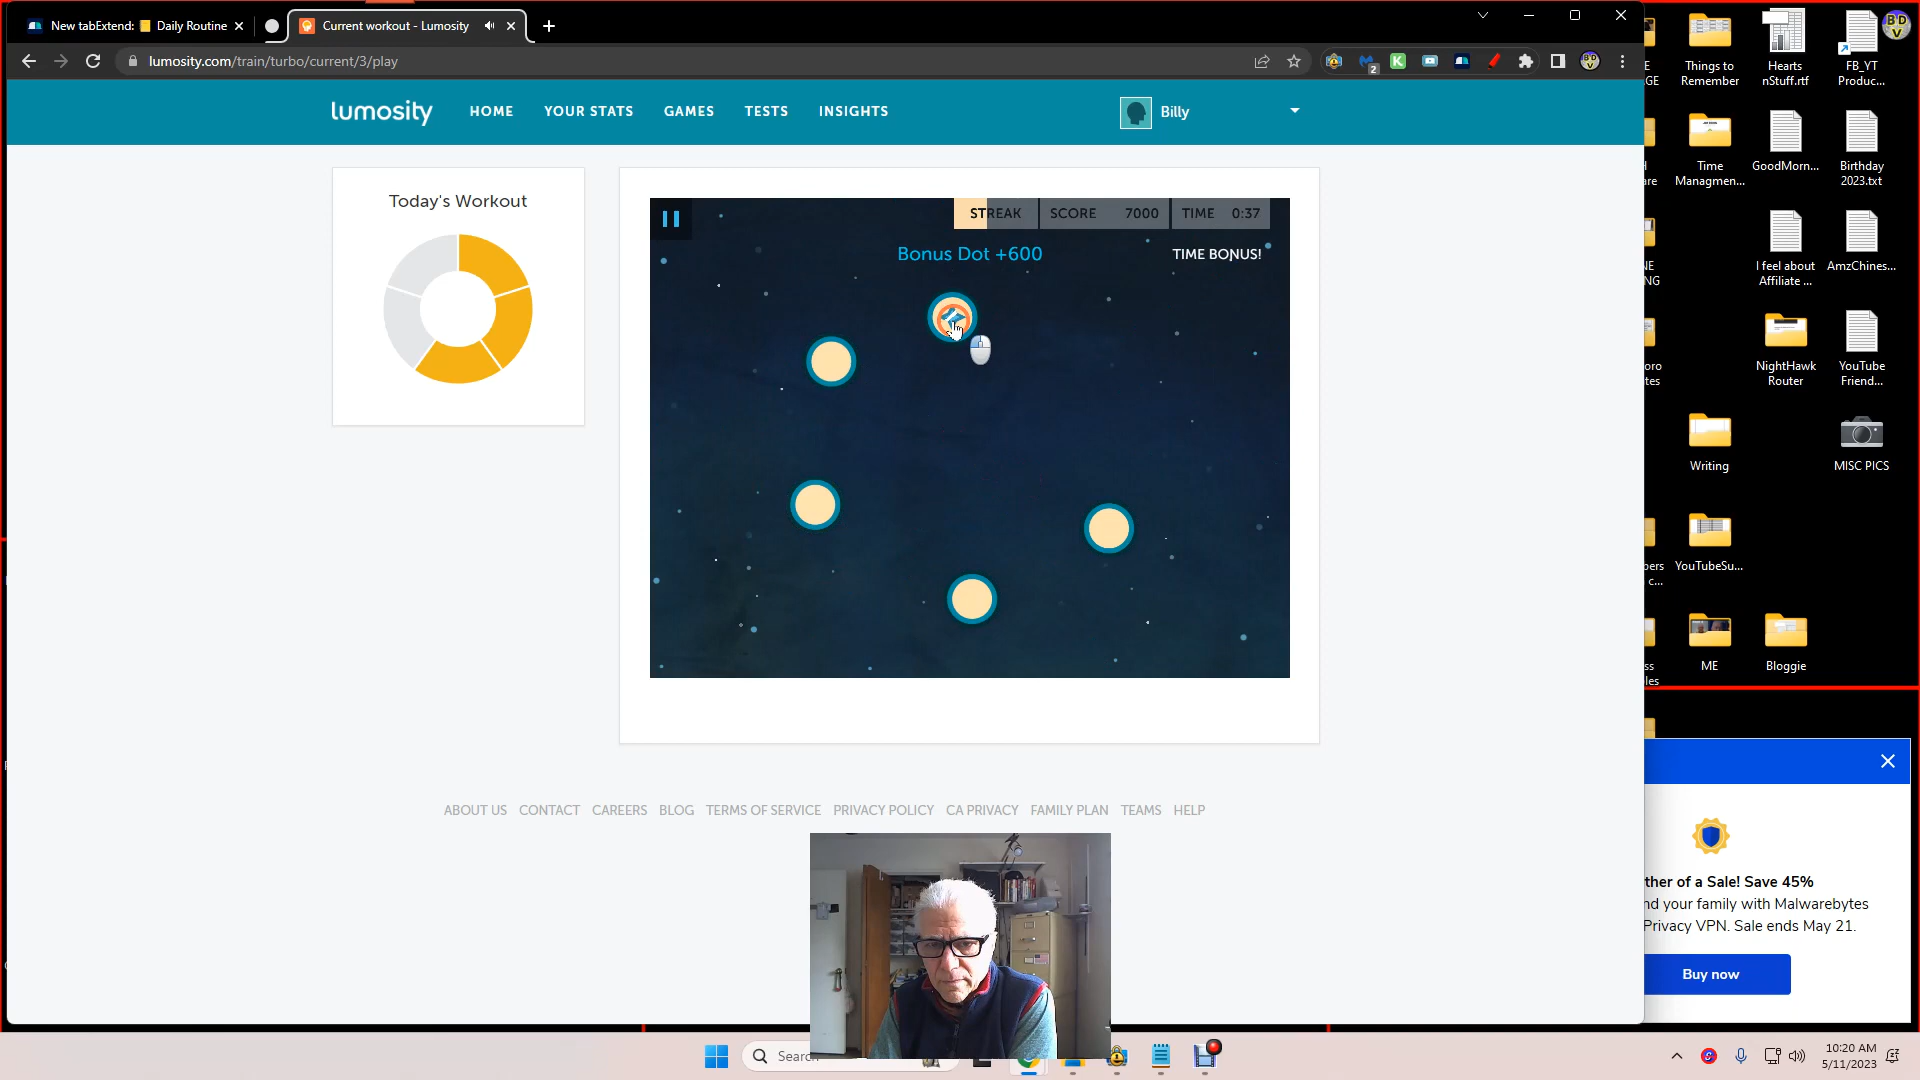 New tabExtend: Daily Routine
Current workout - Lumosity
lumosity.com/train/turbo/current/3/play
2
K
BDV
lumosity
HOME
YOUR STATS
GAMES
TESTS
INSIGHTS
Billy
Today's Workout
STREAK
SCORE 7000
TIME 0:37
Bonus Dot +600
TIME BONUS!
ABOUT US
CONTACT
CAREERS
BLOG
TERMS OF SERVICE
PRIVACY POLICY
CA PRIVACY
FAMILY PLAN
TEAMS
HELP
Things to
Remember
Hearts
nStuff.rtf
FB_YT
Produc...
Time
Managmen...
GoodMorn...
Birthday
2023.txt
I feel about
Affiliate ...
AmzChines...
NightHawk
Router
YouTube
Friend...
Writing
MISC PICS
YouTubeSu...
ME
Bloggie
ther of a Sale! Save 45%
nd your family with Malwarebytes
Privacy VPN. Sale ends May 21.
Buy now
Search
10:20 AM
5/11/2023